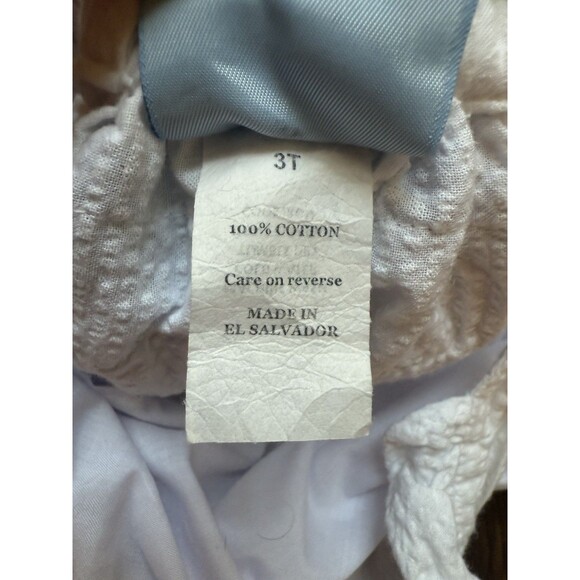 3T
100% COTTON
Care on reverse
MADE IN
EL SALVADOR